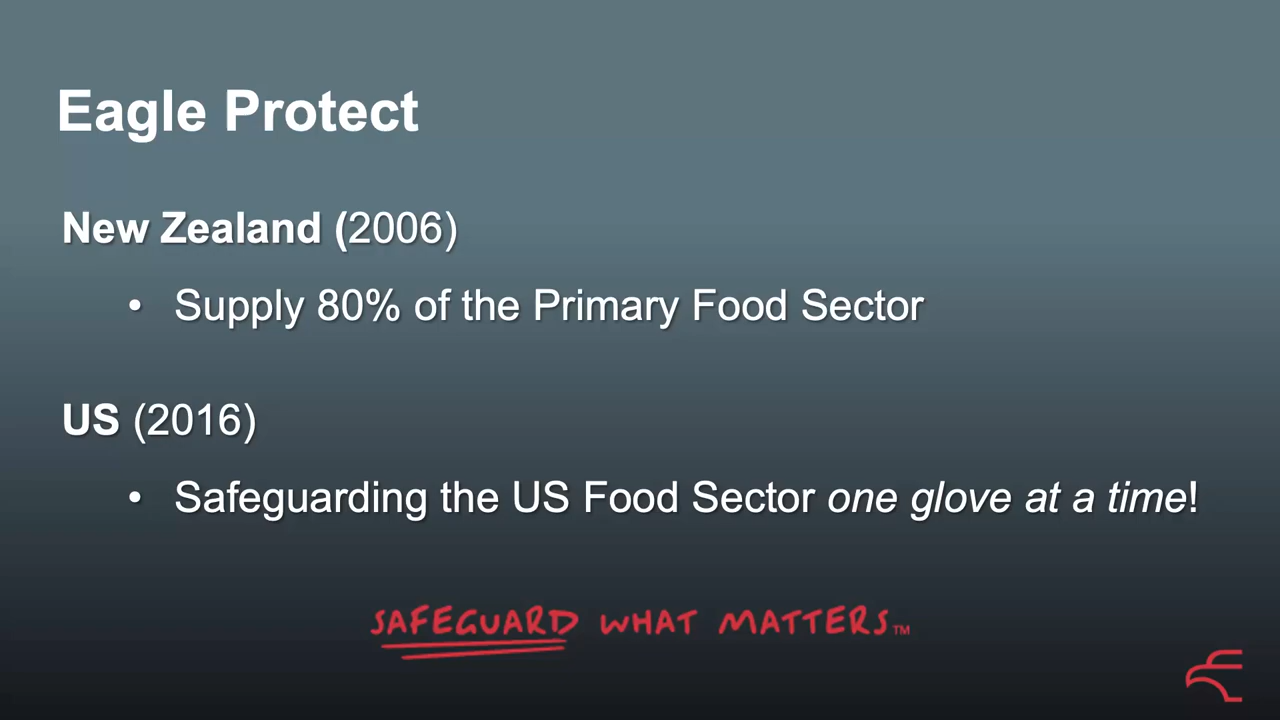 Eagle Protect
New Zealand (2006)
• Supply 80% of the Primary Food Sector
US (2016)
• Safeguarding the US Food Sector one glove at a time!
SAFEGUARD WHAT MATTERS™